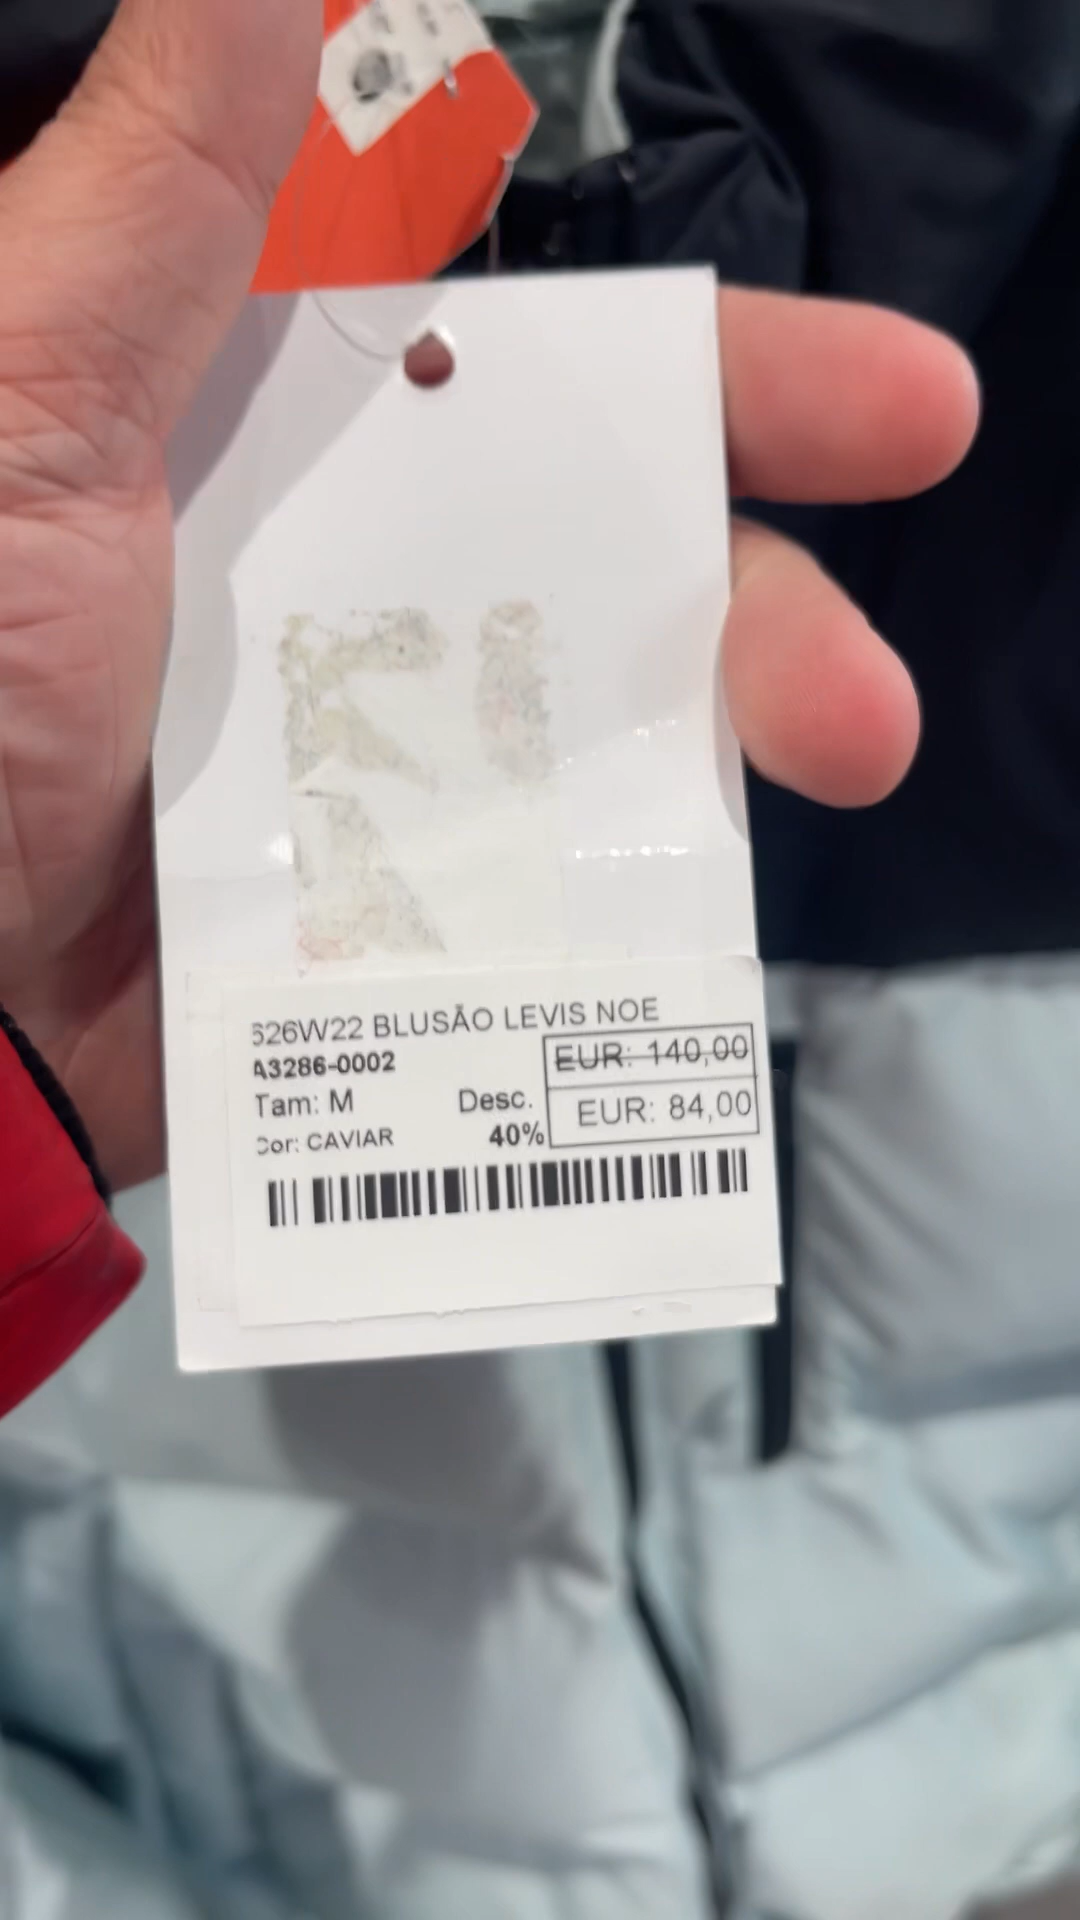 626W22 BLUSÃO LEVIS NOE
A3286-0002
EUR: 140,00
Tam: M
Desc.
EUR: 84,00
Cor: CAVIAR
40%